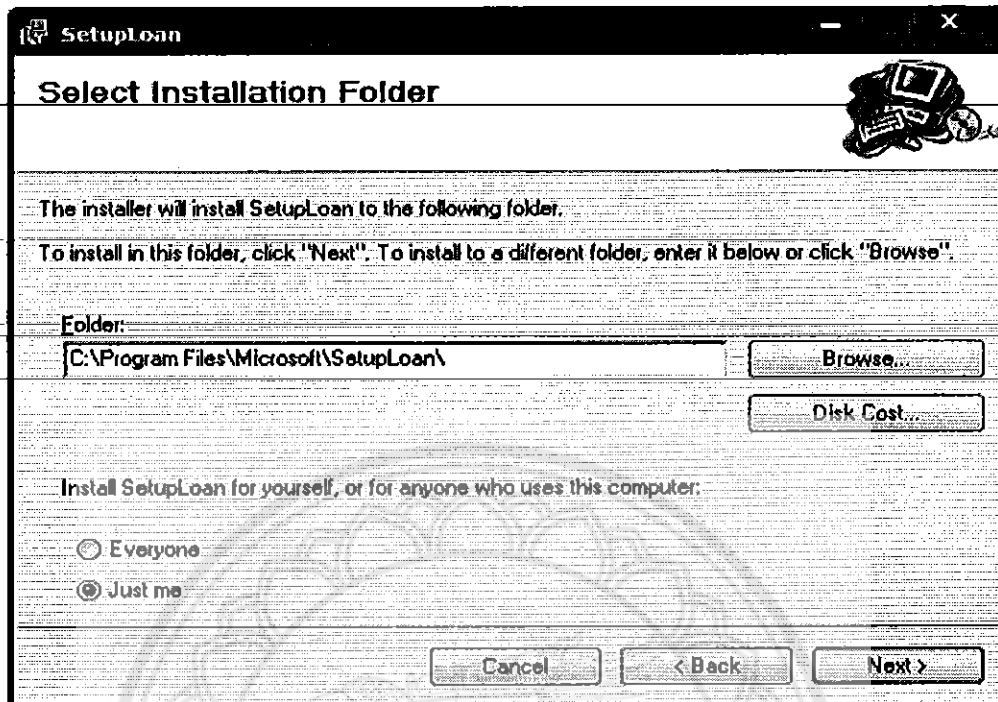 SetupLoan
Select Installation Folder
The installer will install SetupLoan to the following folder.
To install in this folder, click "Next". To install to a different folder, enter it below or click "Browse".
Folder:
C:\Program Files\Microsoft\SetupLoan\
Browse...
Disk Cost...
Install SetupLoan for yourself, or for anyone who uses this computer:
Everyone
Just me
Cancel
< Back
Next >